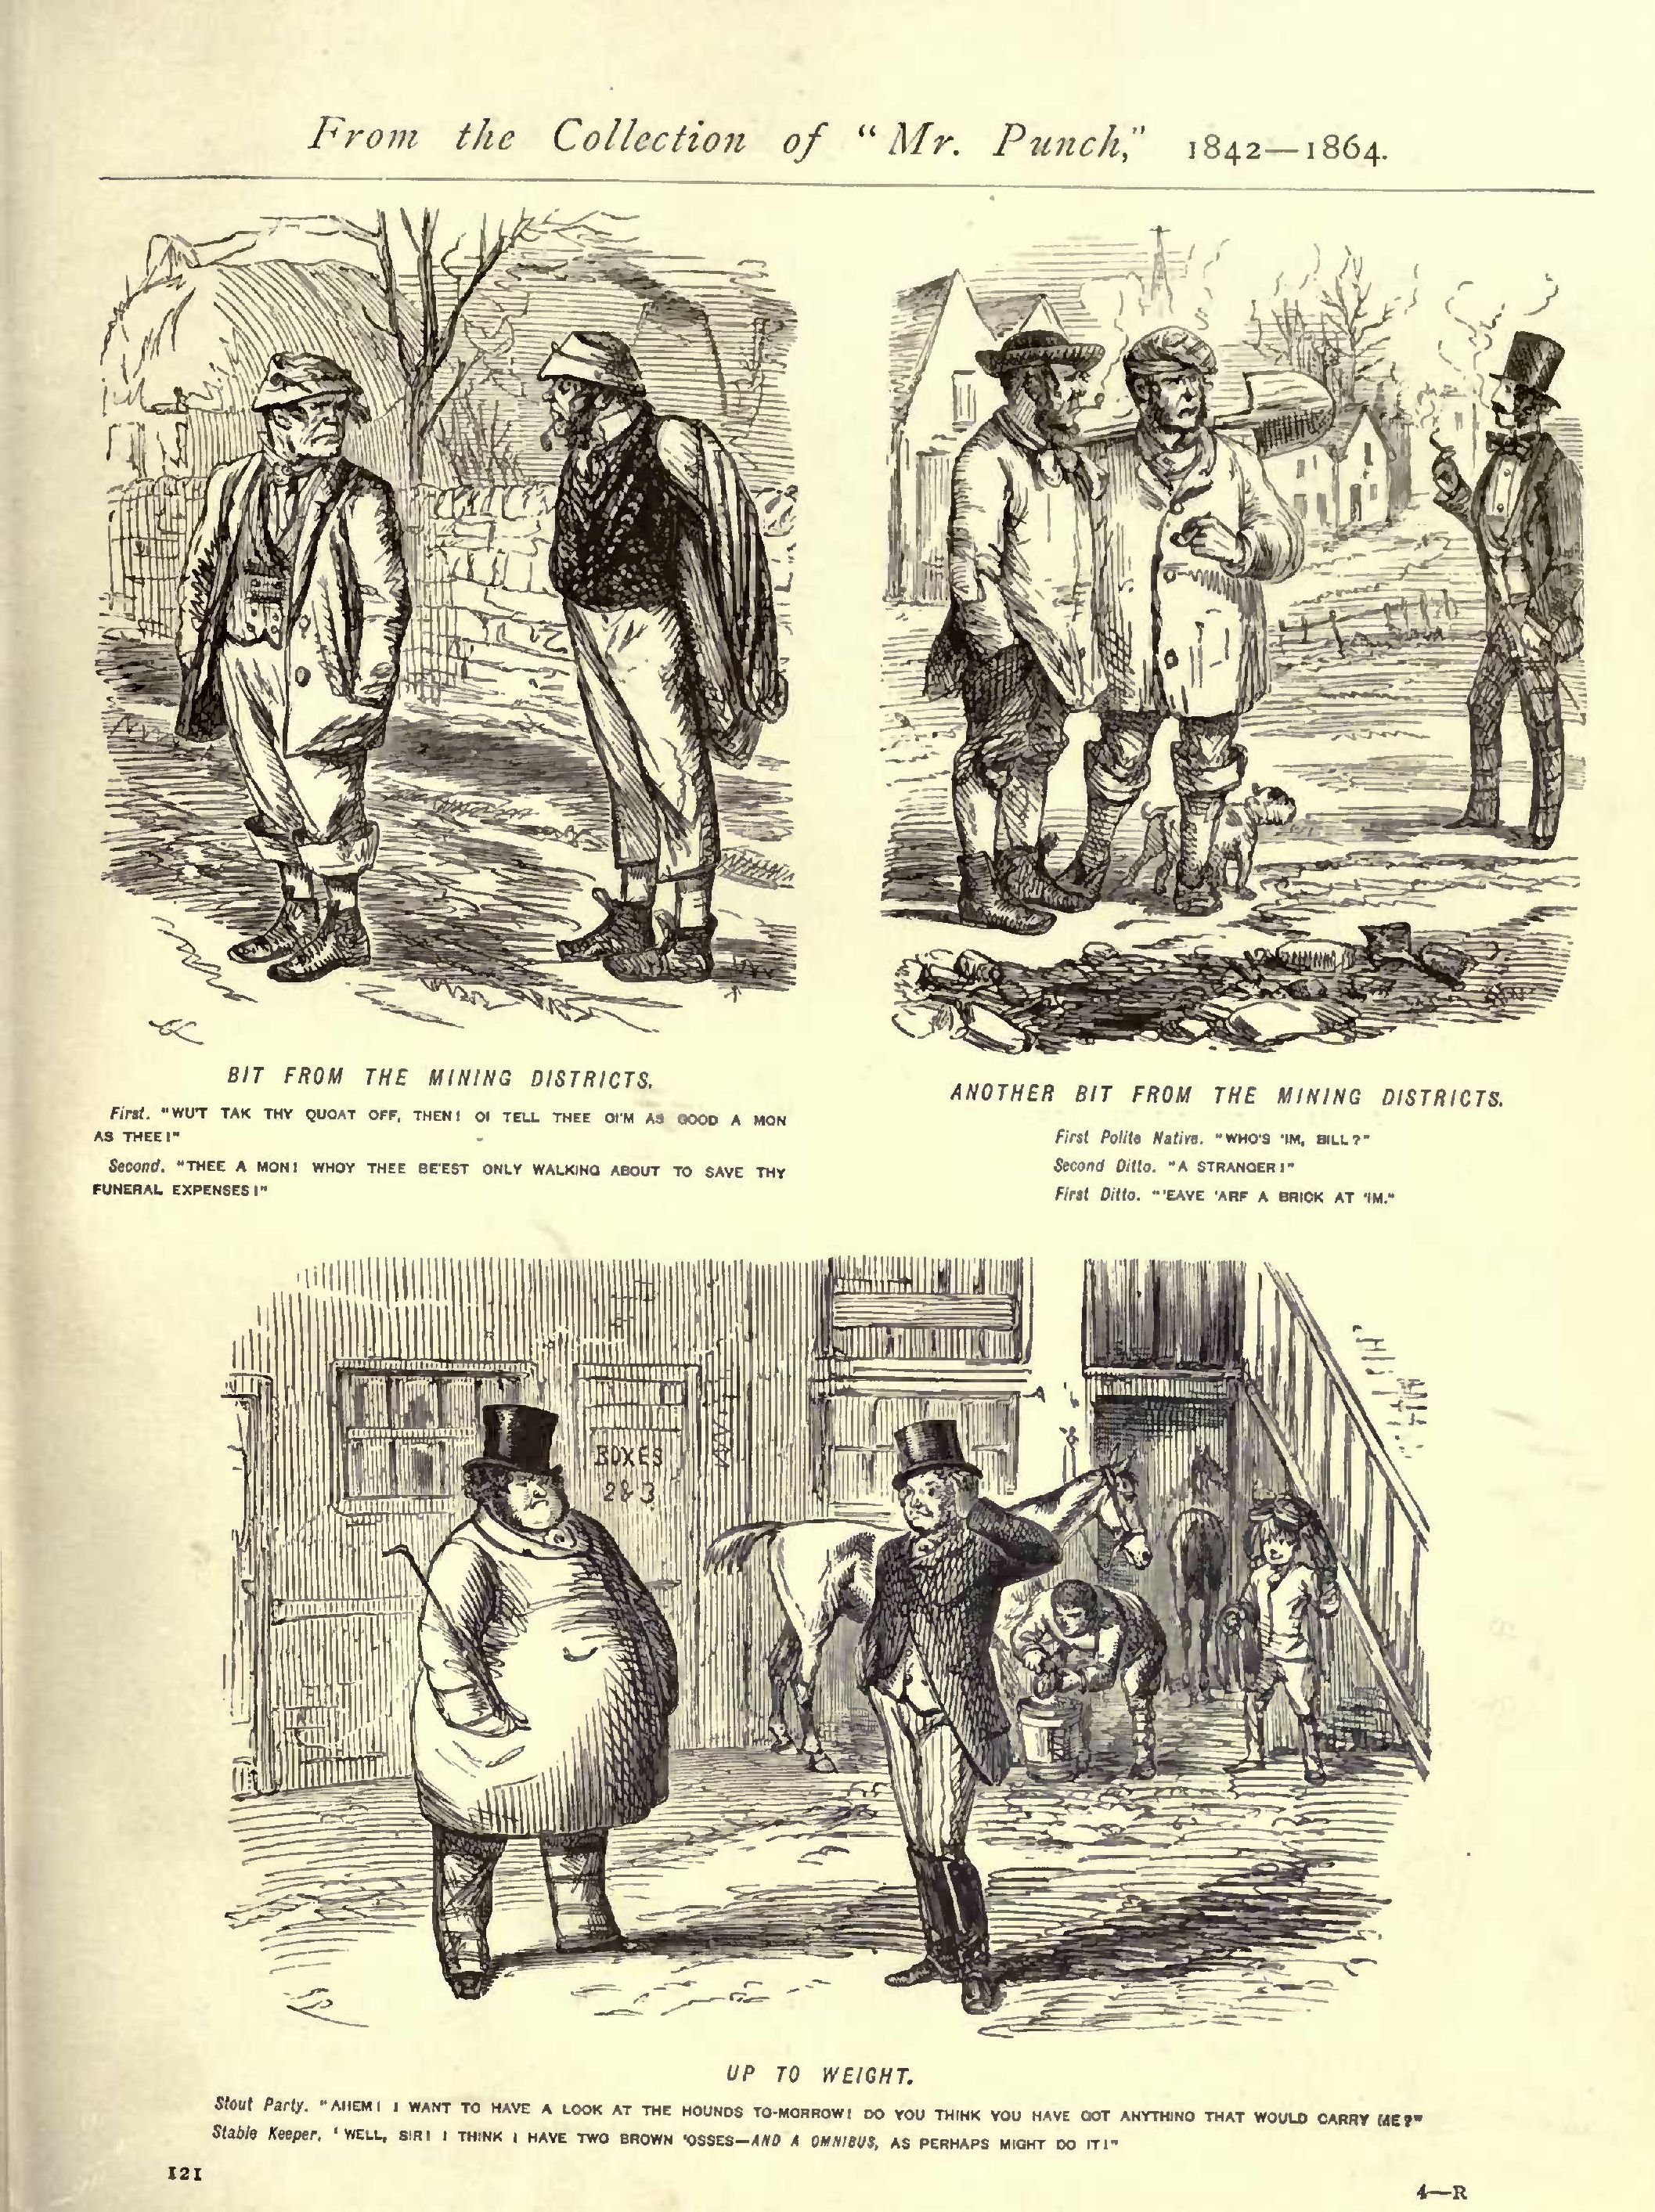 From the Collection of "Mr. Punch," 1842—1864.
BIT FROM THE MINING DISTRICTS.
First. "WU'T TAK THY QUOAT OFF, THEN! OI TELL THEE OI'M AS GOOD A MON
AS THEE!"
Second. "THEE A MON! WHOY THEE BE'EST ONLY WALKING ABOUT TO SAVE THY
FUNERAL EXPENSES!"
ANOTHER BIT FROM THE MINING DISTRICTS.
First Polite Native. "WHO'S 'IM, BILL?"
Second Ditto. "A STRANGER!"
First Ditto. "'EAVE 'ARF A BRICK AT 'IM."
BOXES
2 & 3
UP TO WEIGHT.
Stout Party. "AHEM! I WANT TO HAVE A LOOK AT THE HOUNDS TO-MORROW! DO YOU THINK YOU HAVE GOT ANYTHING THAT WOULD CARRY ME?"
Stable Keeper. 'WELL, SIR! I THINK I HAVE TWO BROWN 'OSSES—AND A OMNIBUS, AS PERHAPS MIGHT DO IT!"
121
4—R